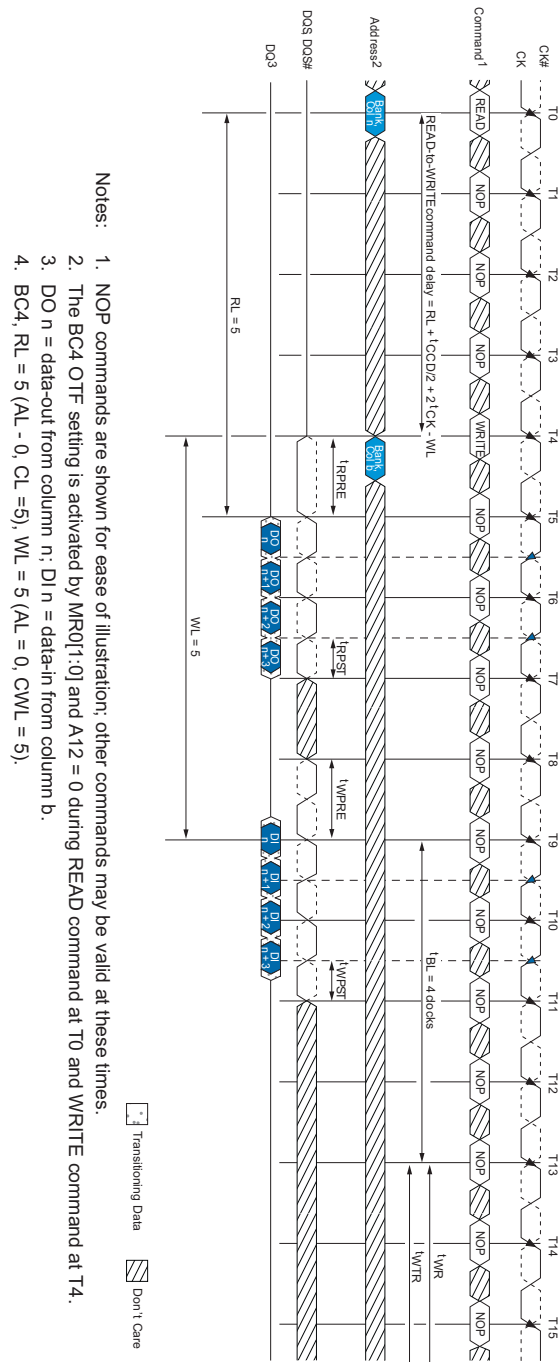 T0 T1 T2 T3 T4 T5 T6 T7 T8 T9 T10 T11 T12 T13 T14 T15
CK#
CK
Command1 READ NOP NOP NOP WRITE NOP NOP NOP NOP NOP NOP NOP NOP NOP NOP NOP
READ-to-WRITE command delay = RL + tCCD/2 + 2tCK - WL
tBL = 4 docks
tWR
tWTR
Address2 Bank, Col n Bank Col b
tRPRE tRPST tWPRE tWPST
DQS DQS#
DQ3 DO n DO n+1 DO n+2 DO n+3 DI n DI n+1 DI n+2 DI n+3
RL = 5
WL = 5
Transitioning Data
Don't Care
Notes: 1. NOP commands are shown for ease of illustration; other commands may be valid at these times.
2. The BC4 OTF setting is activated by MR0[1:0] and A12 = 0 during READ command at T0 and WRITE command at T4.
3. DO n = data-out from column n; DI n = data-in from column b.
4. BC4, RL = 5 (AL - 0, CL =5), WL = 5 (AL = 0, CWL = 5).